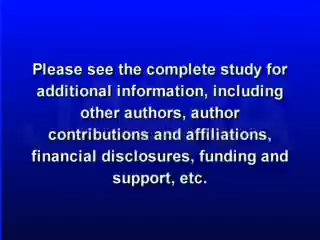 Please see the complete study for
additional information, including
other authors, author
contributions and affiliations,
financial disclosures, funding and
support, etc.